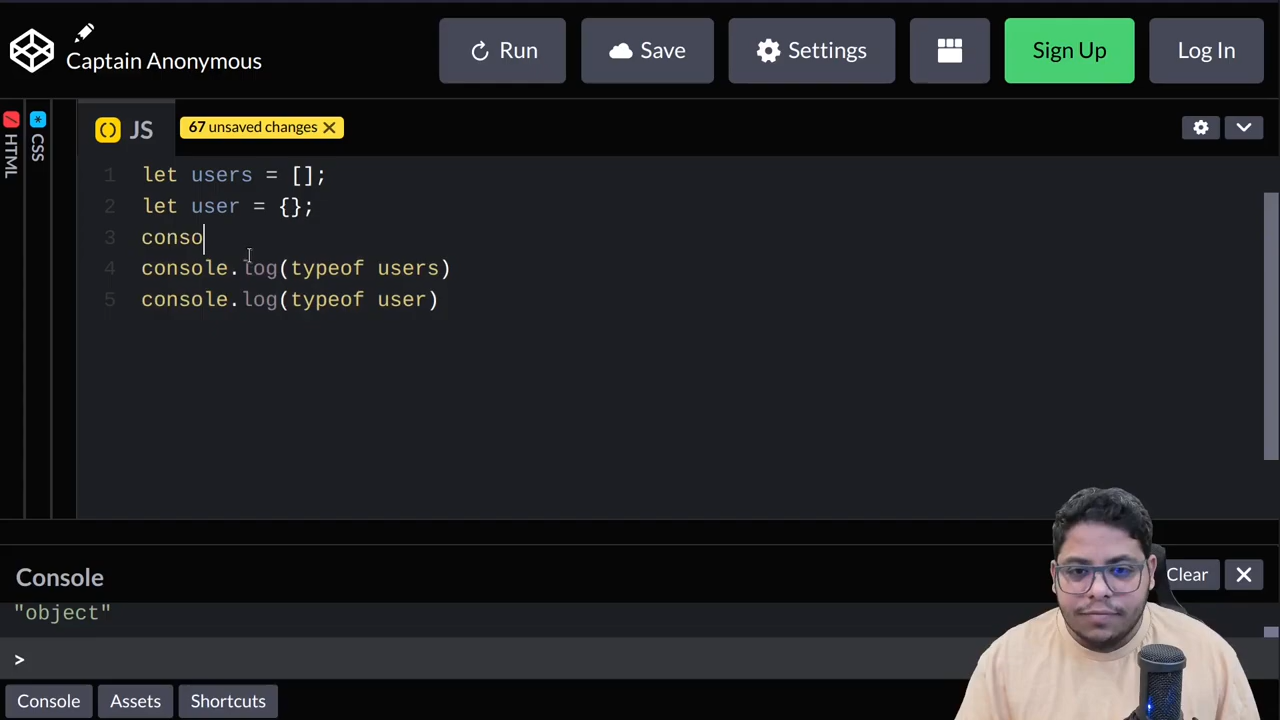 Captain Anonymous
Run
Save
Settings
Sign Up
Log In
HTML
CSS
JS
67 unsaved changes
1 let users = [];
2 let user = {};
3 conso
4 console.log(typeof users)
5 console.log(typeof user)
Console
Clear
"object"
>
Console
Assets
Shortcuts